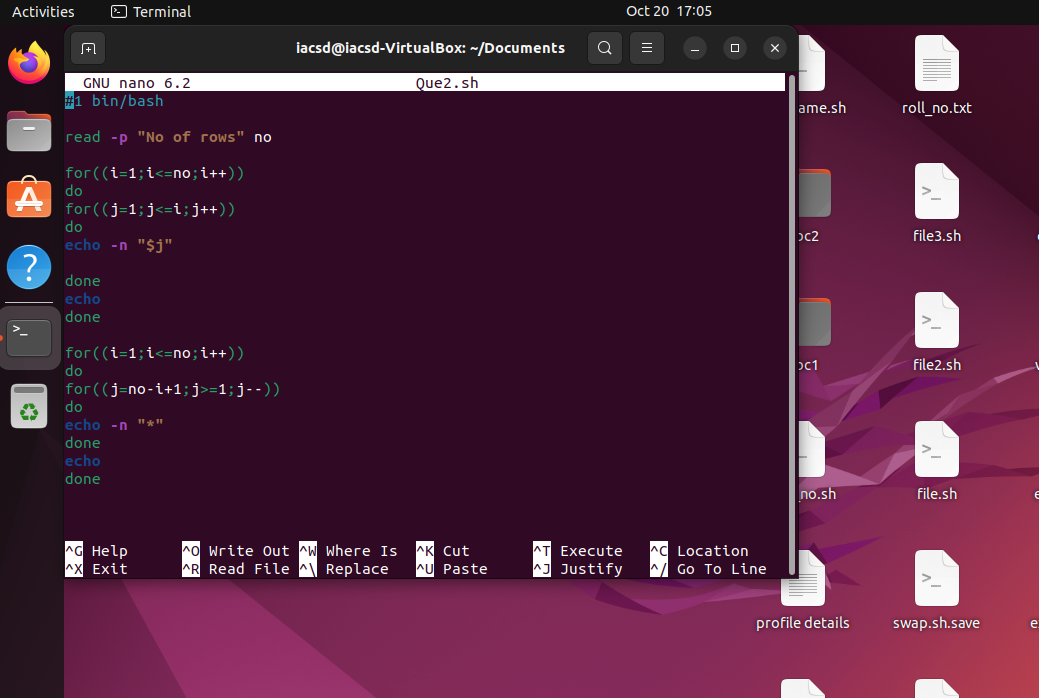 Activities
Terminal
Oct 20 17:05
iacsd@iacsd-VirtualBox: ~/Documents
GNU nano 6.2 Que2.sh
#1 bin/bash
read -p "No of rows" no
for((i=1;i<=no;i++))
do
for((j=1;j<=i;j++))
do
echo -n "$j"
done
echo
done
for((i=1;i<=no;i++))
do
for((j=no-i+1;j>=1;j--))
do
echo -n "*"
done
echo
done
^G Help ^O Write Out ^W Where Is ^K Cut ^T Execute ^C Location
^X Exit ^R Read File ^\ Replace ^U Paste ^J Justify ^/ Go To Line
ame.sh
roll_no.txt
oc2
file3.sh
oc1
file2.sh
_no.sh
file.sh
profile details
swap.sh.save